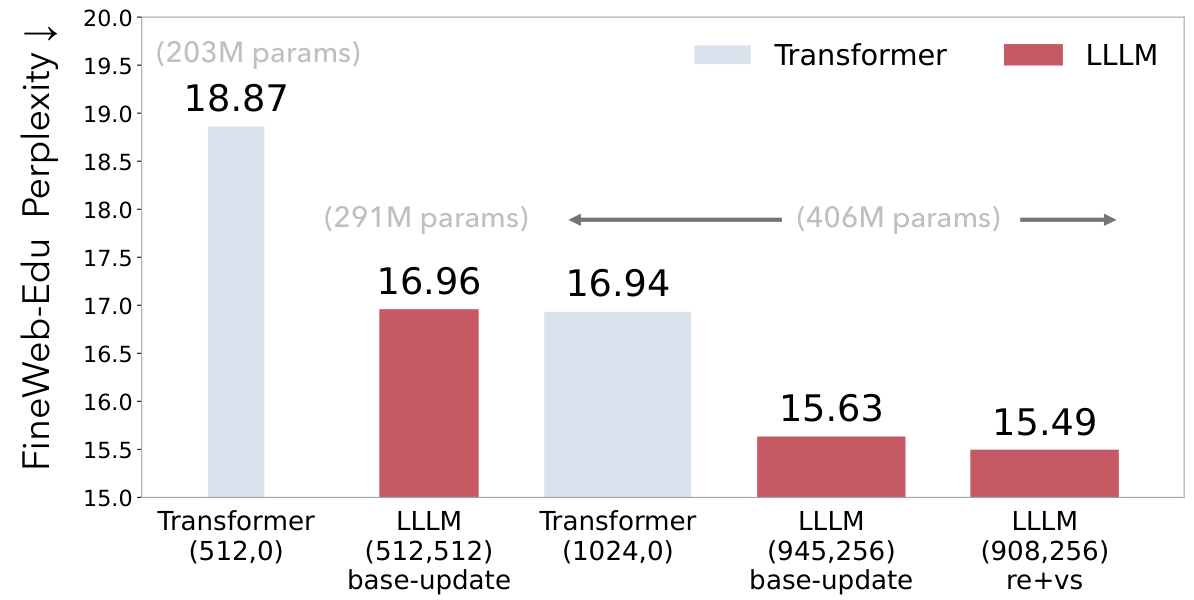 FineWeb-Edu Perplexity ↓
20.0
19.5
19.0
18.5
18.0
17.5
17.0
16.5
16.0
15.5
15.0
Transformer
LLLM
(203M params)
18.87
(291M params)
(406M params)
16.96
16.94
15.63
15.49
Transformer
(512,0)
LLLM
(512,512)
base-update
Transformer
(1024,0)
LLLM
(945,256)
base-update
LLLM
(908,256)
re+vs